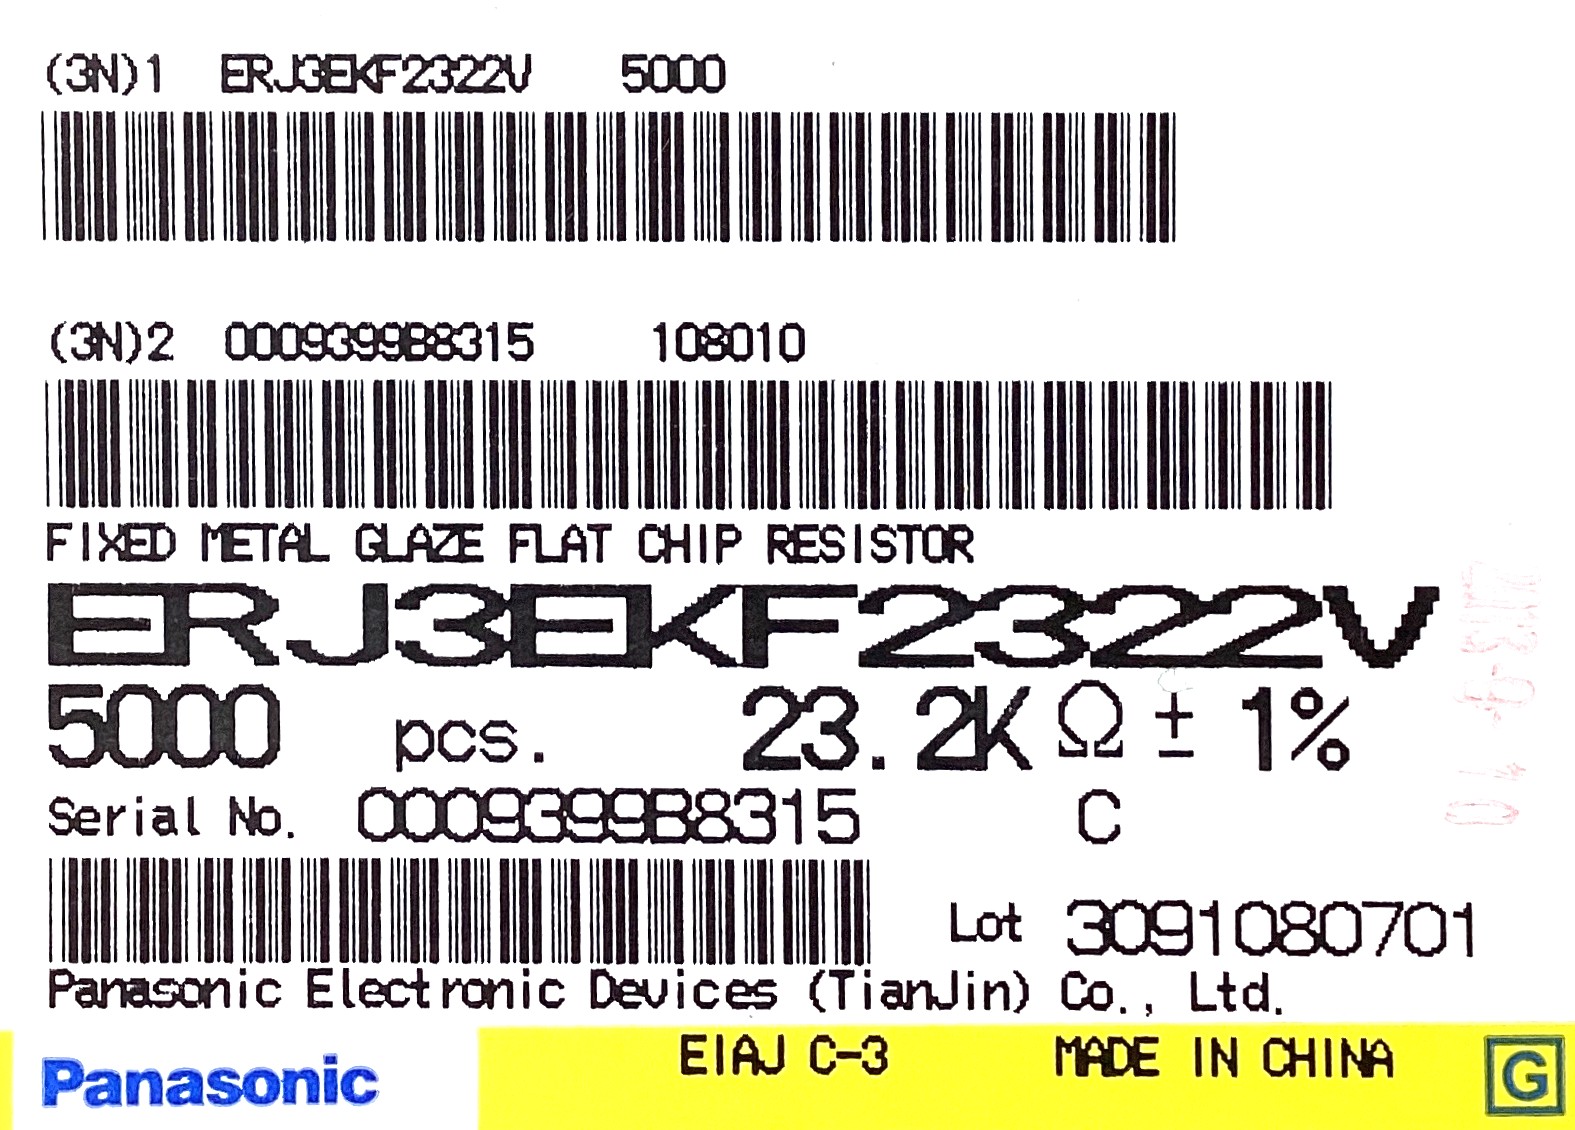 (3N)1 ERJ3EKF2322V 5000
(3N)2 0009399B8315 108010
FIXED METAL GLAZE FLAT CHIP RESISTOR
ERJ3EKF2322V
5000 pcs. 23.2K Ω ± 1%
Serial No. 0009399B8315 C
Lot 3091080701
Panasonic Electronic Devices (TianJin) Co., Ltd.
Panasonic EIAJ C-3 MADE IN CHINA G